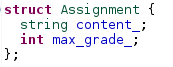 struct Assignment {
  string content_;
  int max_grade_;
};